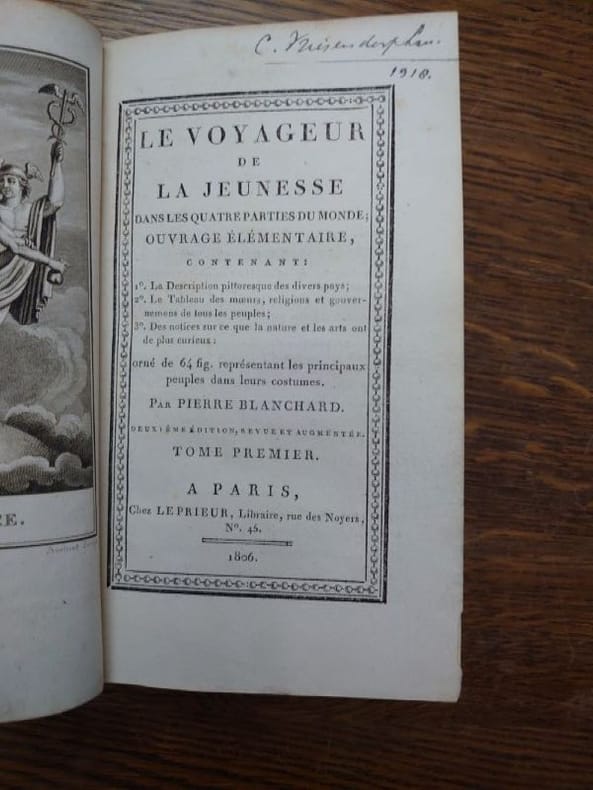 C.
1918.
LE VOYAGEUR
DE
LA JEUNESSE
DANS LES QUATRE PARTIES DU MONDE;
OUVRAGE ÉLÉMENTAIRE,
CONTENANT:
1°. La Description pittoresque des divers pays;
2°. Le Tableau des mœurs, religions et gouver-
nemens de tous les peuples;
3°. Des notices sur ce que la nature et les arts ont
de plus curieux:
orné de 64 fig. représentant les principaux
peuples dans leurs costumes.
PAR PIERRE BLANCHARD.
DEUXIÈME ÉDITION, REVUE ET AUGMENTÉE.
TOME PREMIER.
A PARIS,
Chez LEPRIEUR, Libraire, rue des Noyers,
N°. 45.
1806.
RE.